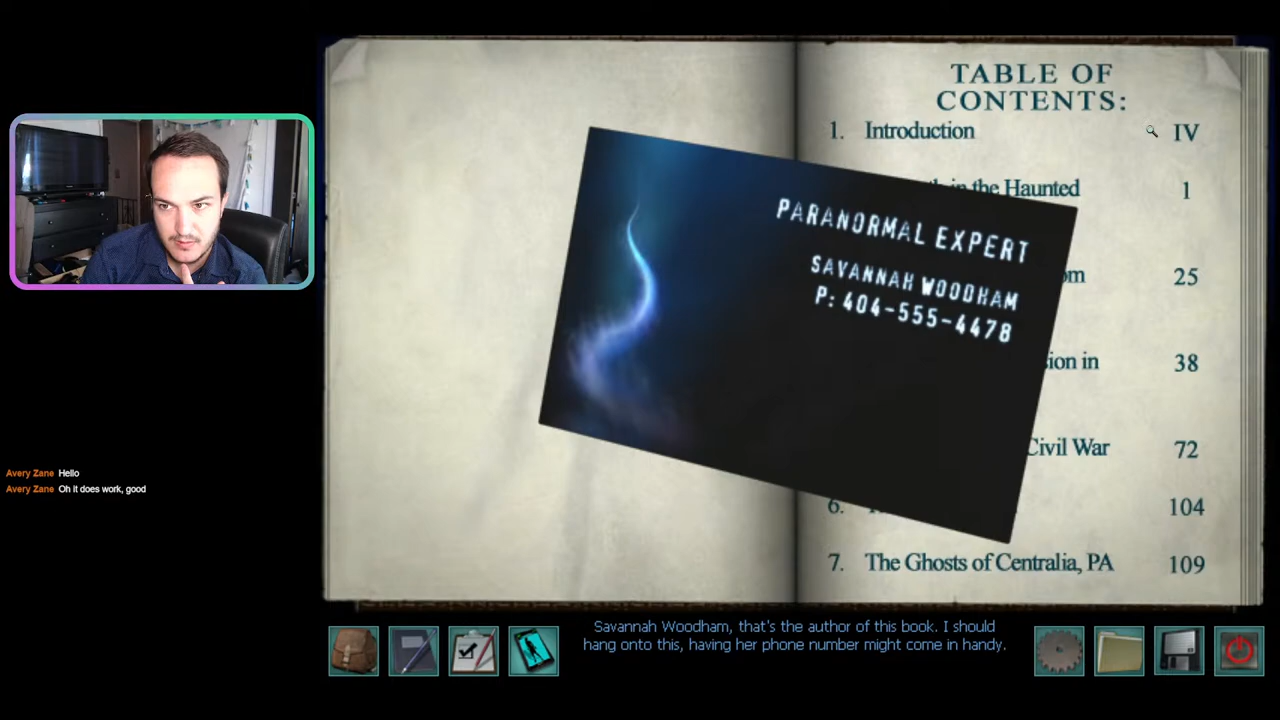 TABLE OF
CONTENTS:
1. Introduction IV
in the Haunted 1
25
sion in 38
Civil War 72
6. 104
7. The Ghosts of Centralia, PA 109
PARANORMAL EXPERT
SAVANNAH WOODHAM
P: 404-555-4478
Avery Zane Hello
Avery Zane Oh it does work, good
Savannah Woodham, that's the author of this book. I should
hang onto this, having her phone number might come in handy.